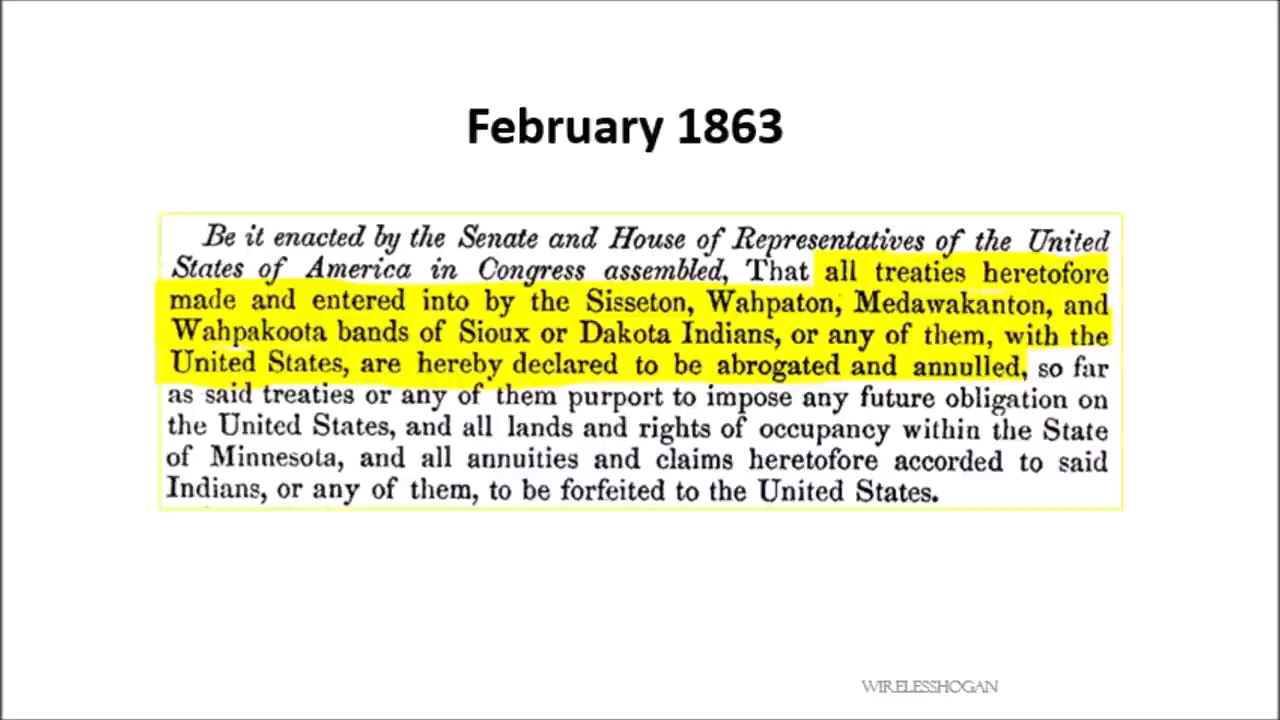 February 1863
Be it enacted by the Senate and House of Representatives of the United
States of America in Congress assembled, That all treaties heretofore
made and entered into by the Sisseton, Wahpaton, Medawakanton, and
Wahpakoota bands of Sioux or Dakota Indians, or any of them, with the
United States, are hereby declared to be abrogated and annulled, so far
as said treaties or any of them purport to impose any future obligation on
the United States, and all lands and rights of occupancy within the State
of Minnesota, and all annuities and claims heretofore accorded to said
Indians, or any of them, to be forfeited to the United States.
WIRELESSHOGAN